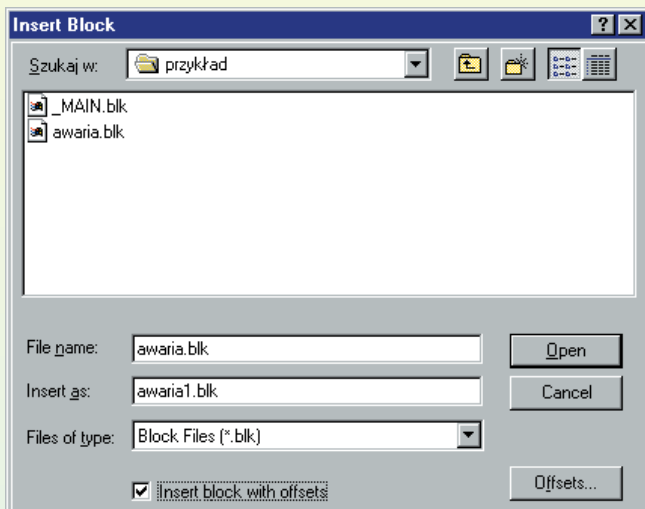 Insert Block
Szukaj w: przykład
_MAIN.blk
awaria.blk
File name: awaria.blk Open
Insert as: awaria1.blk Cancel
Files of type: Block Files (*.blk)
Insert block with offsets Offsets...